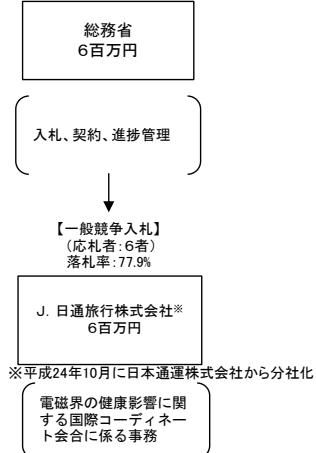 総務省
6百万円
入札、契約、進捗管理
【一般競争入札】
（応札者：6者）
落札率：77.9%
J．日通旅行株式会社※
6百万円
※平成24年10月に日本通運株式会社から分社化
電磁界の健康影響に関
する国際コーディネー
ト会合に係る事務